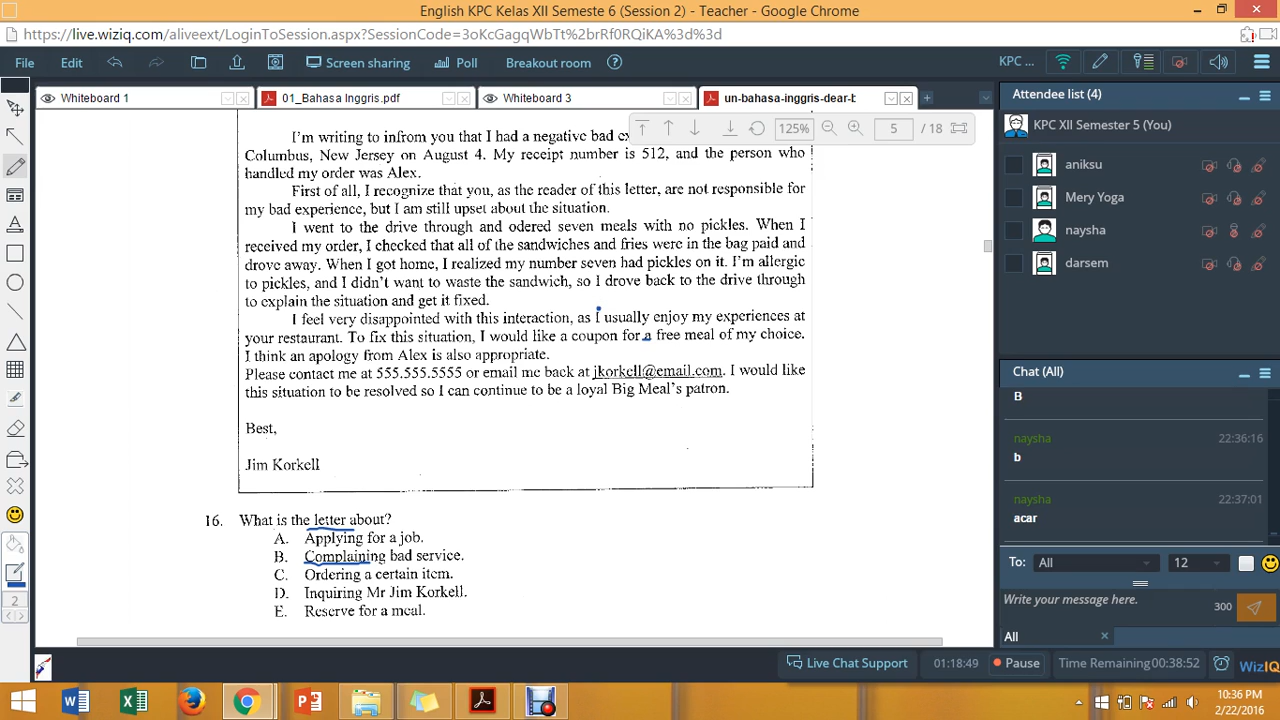 English KPC Kelas XII Semeste 6 (Session 2) - Teacher - Google Chrome
https://live.wiziq.com/aliveext/LoginToSession.aspx?SessionCode=3oKcGagqWbTt%2brRf0RQiKA%3d%3d
File Edit Screen sharing Poll Breakout room ? KPC ...
Whiteboard 1 01_Bahasa Inggris.pdf Whiteboard 3 un-bahasa-inggris-dear-b
125% 5 / 18
I'm writing to infrom you that I had a negative bad
Columbus, New Jersey on August 4. My receipt number is 512, and the person who
handled my order was Alex.
First of all, I recognize that you, as the reader of this letter, are not responsible for
my bad experience, but I am still upset about the situation.
I went to the drive through and odered seven meals with no pickles. When I
received my order, I checked that all of the sandwiches and fries were in the bag paid and
drove away. When I got home, I realized my number seven had pickles on it. I'm allergic
to pickles, and I didn't want to waste the sandwich, so I drove back to the drive through
to explain the situation and get it fixed.
I feel very disappointed with this interaction, as I usually enjoy my experiences at
your restaurant. To fix this situation, I would like a coupon for a free meal of my choice.
I think an apology from Alex is also appropriate.
Please contact me at 555.555.5555 or email me back at jkorkell@email.com. I would like
this situation to be resolved so I can continue to be a loyal Big Meal's patron.
Best,
Jim Korkell
16. What is the letter about?
A. Applying for a job.
B. Complaining bad service.
C. Ordering a certain item.
D. Inquiring Mr Jim Korkell.
E. Reserve for a meal.
2
Attendee list (4)
KPC XII Semester 5 (You)
aniksu
Mery Yoga
naysha
darsem
Chat (All)
B
naysha 22:36:16
b
naysha 22:37:01
acar
To: All 12
Write your message here. 300
All
Live Chat Support 01:18:49 Pause Time Remaining 00:38:52 WizIQ
10:36 PM
2/22/2016